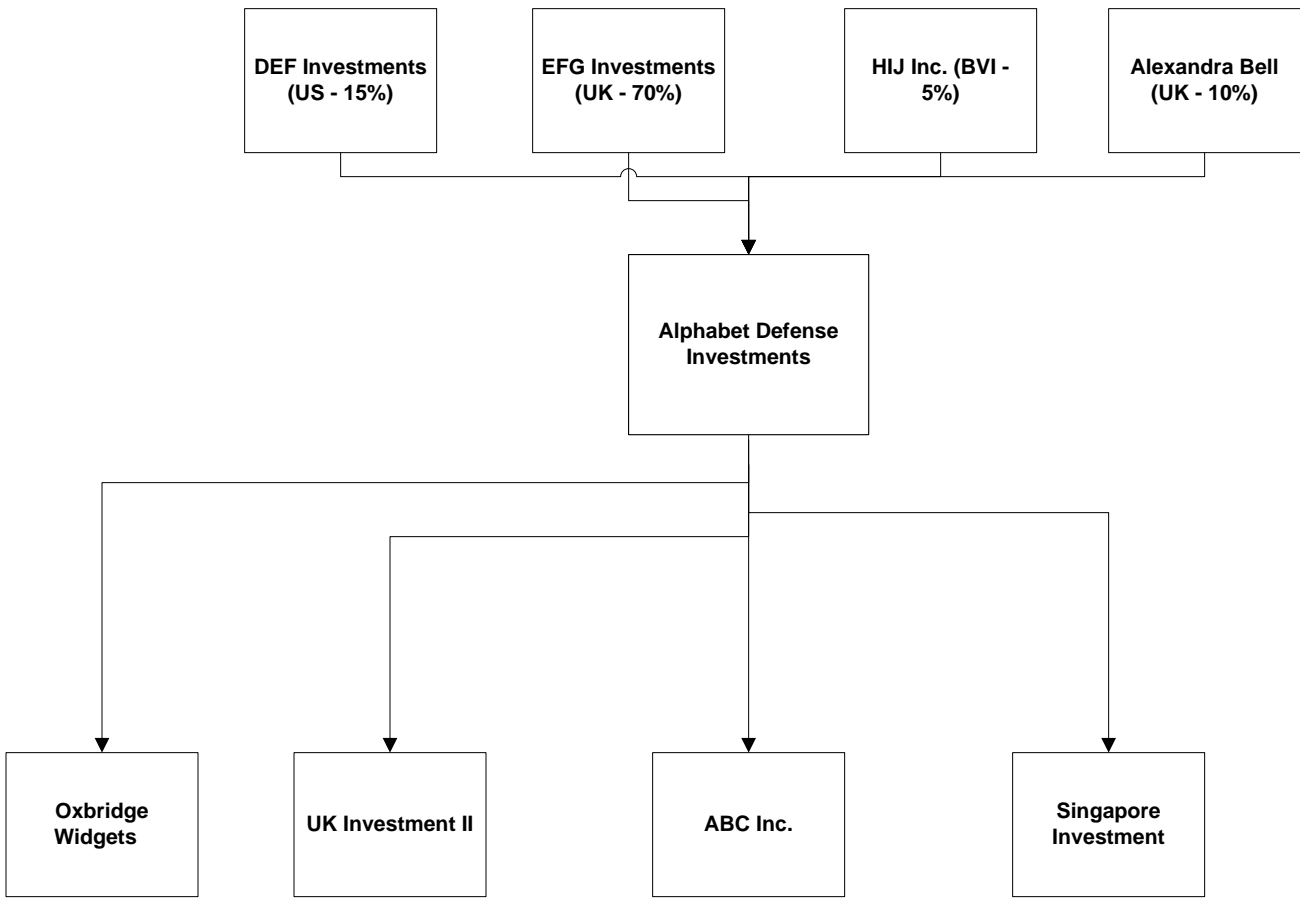 DEF Investments
(US - 15%)
EFG Investments
(UK - 70%)
HIJ Inc. (BVI -
5%)
Alexandra Bell
(UK - 10%)
Alphabet Defense
Investments
Oxbridge
Widgets
UK Investment II
ABC Inc.
Singapore
Investment